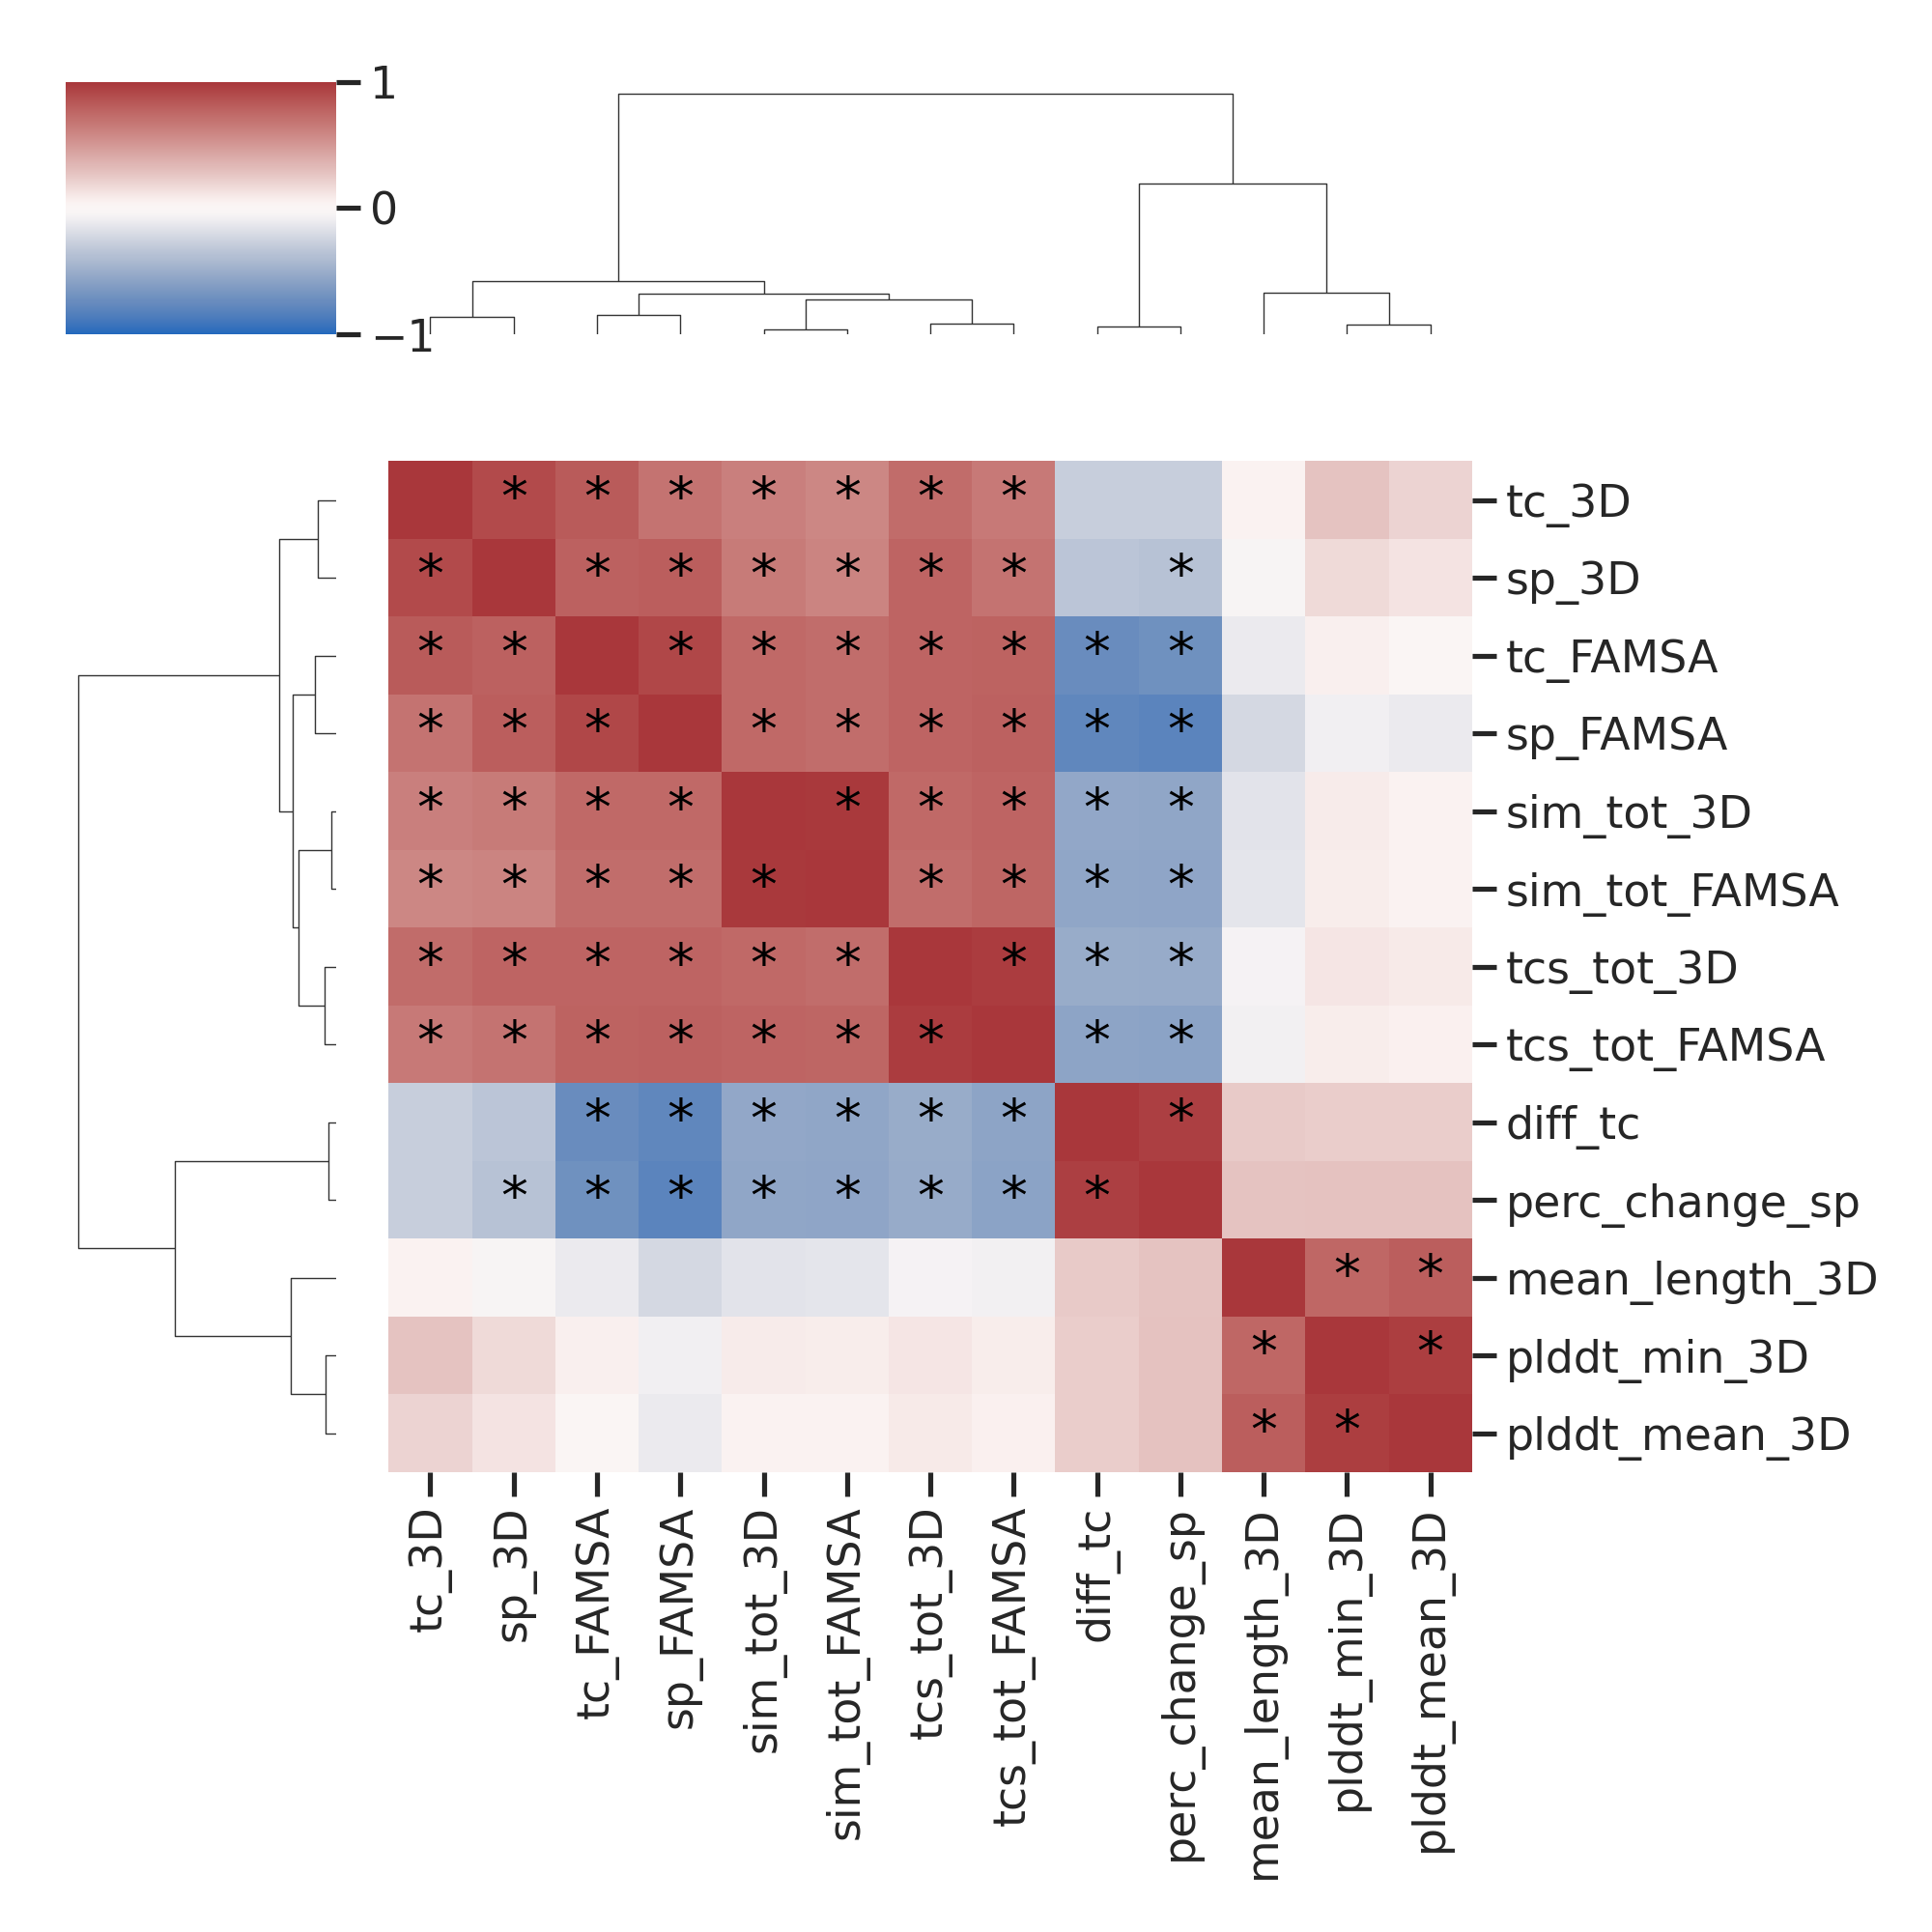 1
0
−1
* * * * * * *
* * * * * * * *
* * * * * * * * *
* * * * * * * * *
* * * * * * * * *
* * * * * * * * *
* * * * * * * * *
* * * * * * * * *
* * * * * * *
* * * * * * * *
* *
* *
* *
tc_3D
sp_3D
tc_FAMSA
sp_FAMSA
sim_tot_3D
sim_tot_FAMSA
tcs_tot_3D
tcs_tot_FAMSA
diff_tc
perc_change_sp
mean_length_3D
plddt_min_3D
plddt_mean_3D
tc_3D
sp_3D
tc_FAMSA
sp_FAMSA
sim_tot_3D
sim_tot_FAMSA
tcs_tot_3D
tcs_tot_FAMSA
diff_tc
perc_change_sp
mean_length_3D
plddt_min_3D
plddt_mean_3D